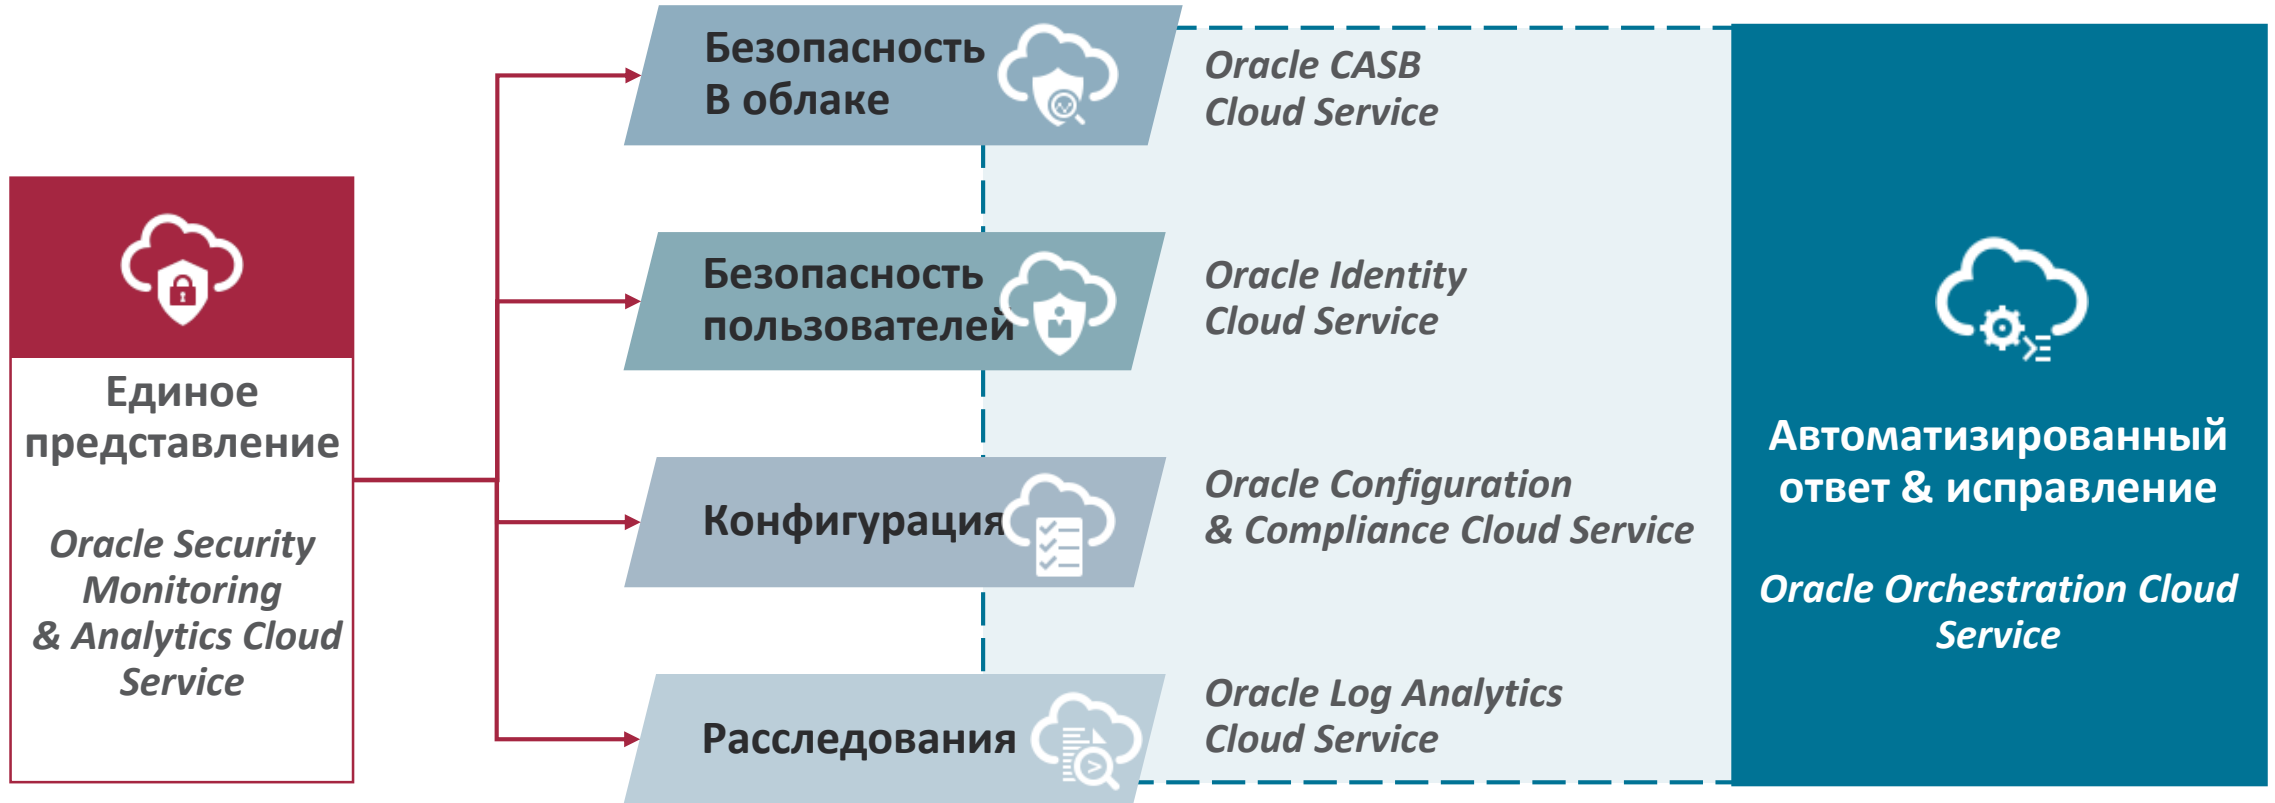 Единое
представление
Oracle Security
Monitoring
& Analytics Cloud
Service
Безопасность
В облаке
Oracle CASB
Cloud Service
Безопасность
пользователей
Oracle Identity
Cloud Service
Конфигурация
Oracle Configuration
& Compliance Cloud Service
Расследования
Oracle Log Analytics
Cloud Service
Автоматизированный
ответ & исправление
Oracle Orchestration Cloud
Service